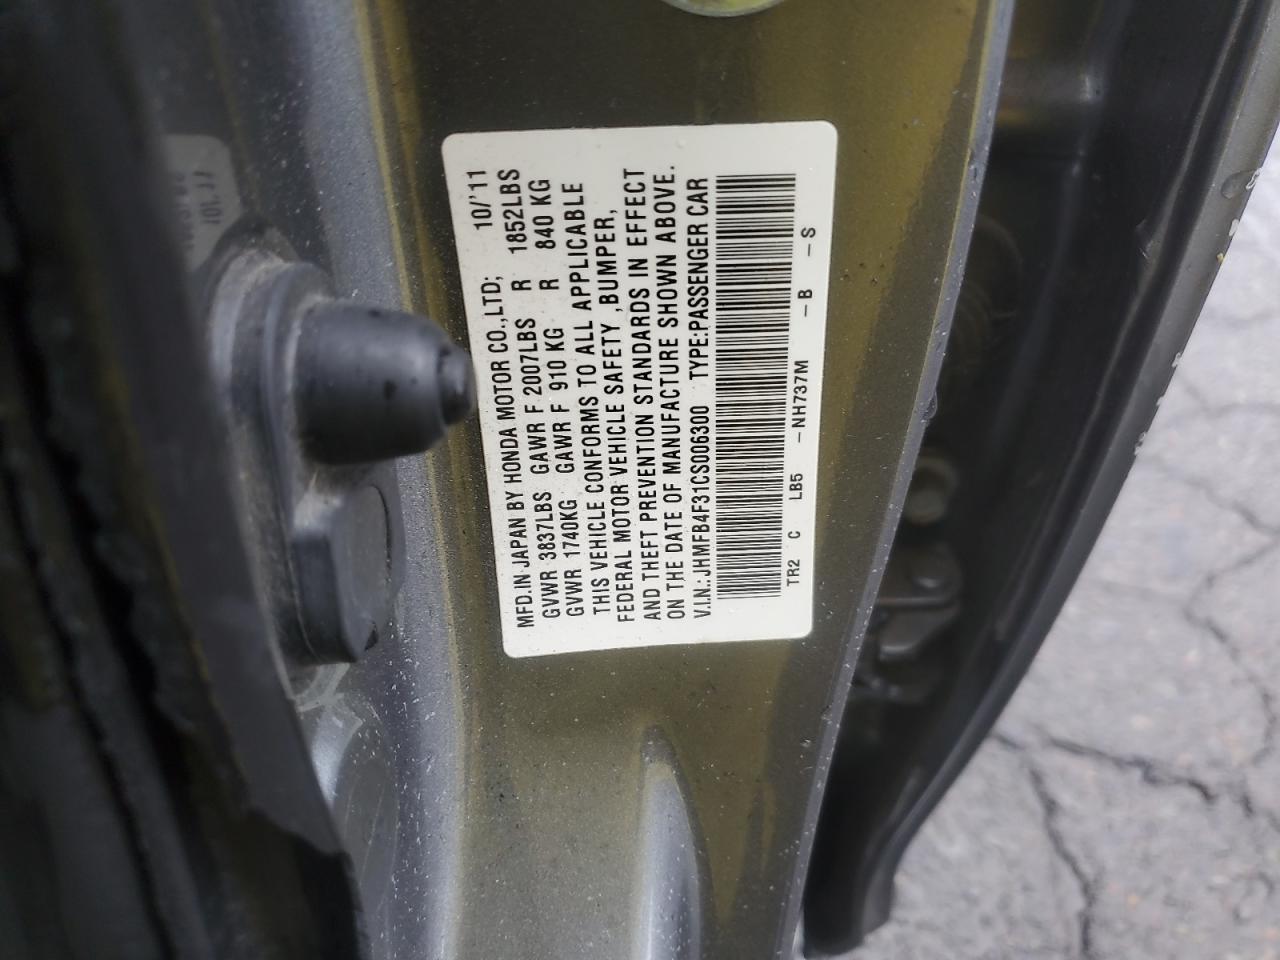 MFD.IN JAPAN BY HONDA MOTOR CO.,LTD; 10/'11
GVWR 3837LBS GAWR F 2007LBS R 1852LBS
GVWR 1740KG GAWR F 910 KG R 840 KG
THIS VEHICLE CONFORMS TO ALL APPLICABLE
FEDERAL MOTOR VEHICLE SAFETY ,BUMPER,
AND THEFT PREVENTION STANDARDS IN EFFECT
ON THE DATE OF MANUFACTURE SHOWN ABOVE.
V.I.N.:JHMFB4F31CS006300 TYPE:PASSENGER CAR
TR2 C LB5 -NH737M -B -S